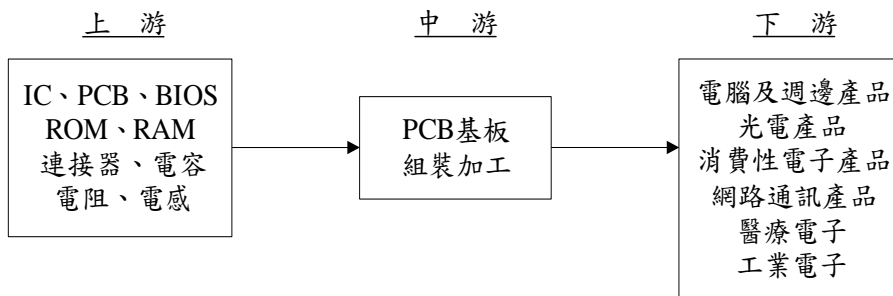 上 游
中 游
下 游
IC、PCB、BIOS
ROM、RAM
連接器、電容
電阻、電感
PCB基板
組裝加工
電腦及週邊產品
光電產品
消費性電子產品
網路通訊產品
醫療電子
工業電子